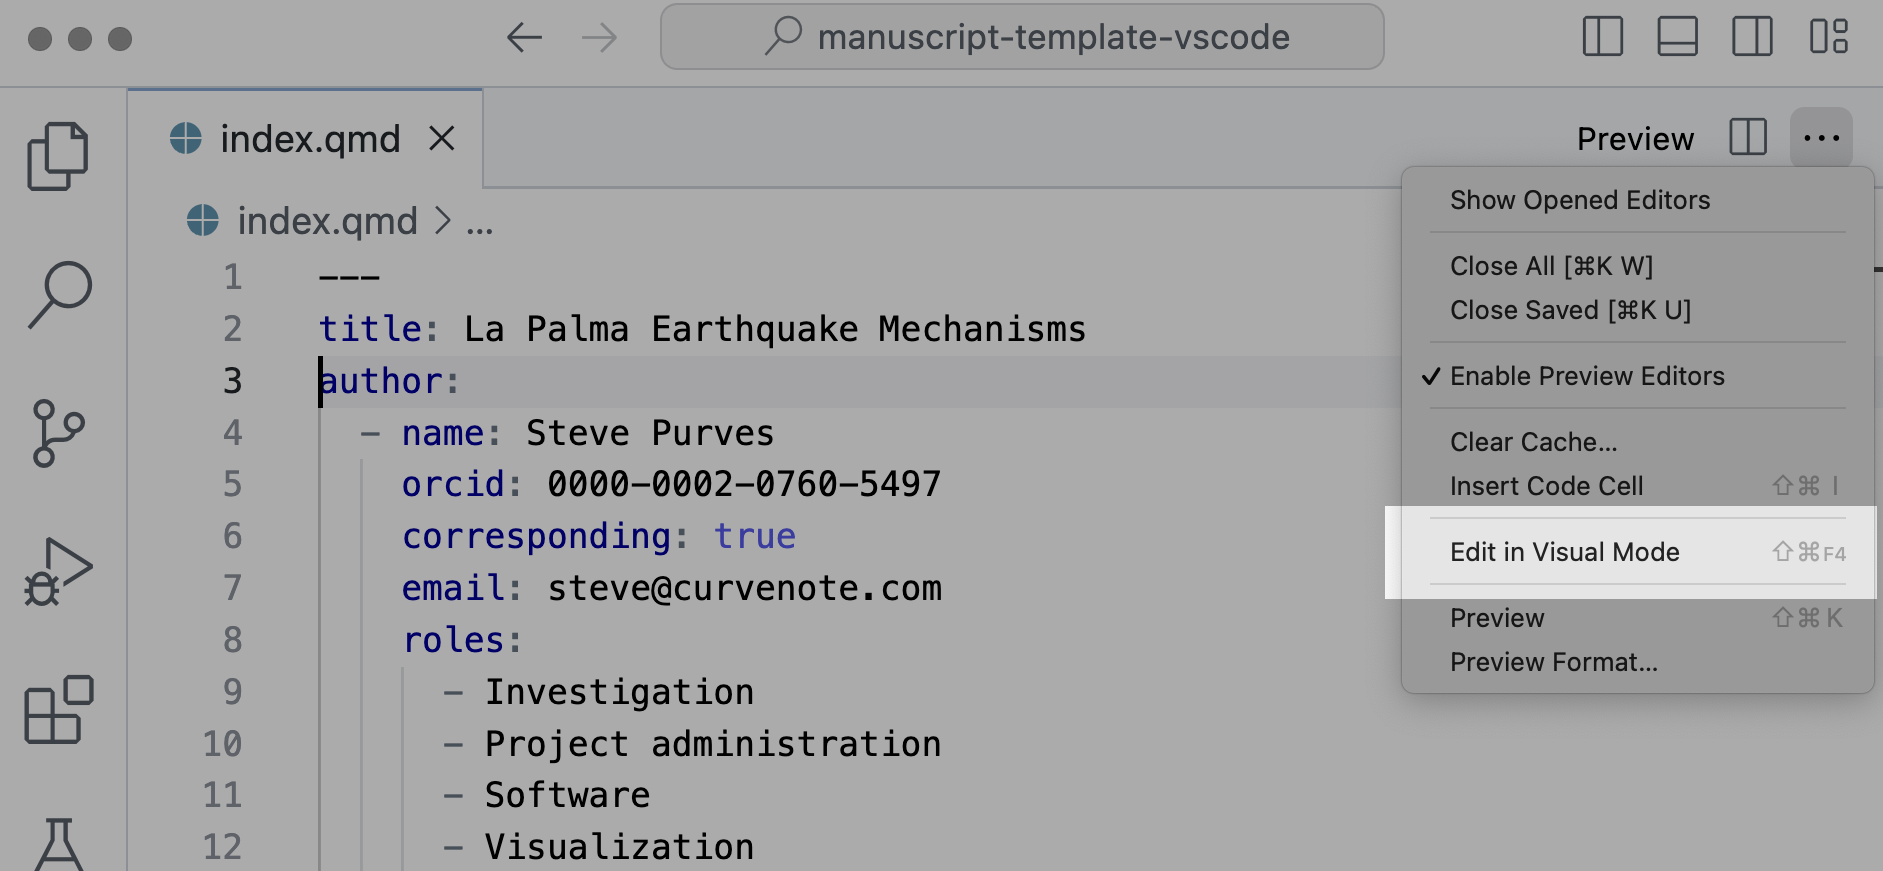 manuscript-template-vscode
index.qmd
Preview
index.qmd > ...
1 ---
2 title: La Palma Earthquake Mechanisms
3 author:
4 - name: Steve Purves
5 orcid: 0000-0002-0760-5497
6 corresponding: true
7 email: steve@curvenote.com
8 roles:
9 - Investigation
10 - Project administration
11 - Software
12 - Visualization
Show Opened Editors
Close All [⌘K W]
Close Saved [⌘K U]
✓ Enable Preview Editors
Clear Cache...
Insert Code Cell ⇧⌘ I
Edit in Visual Mode ⇧⌘F4
Preview ⇧⌘ K
Preview Format...